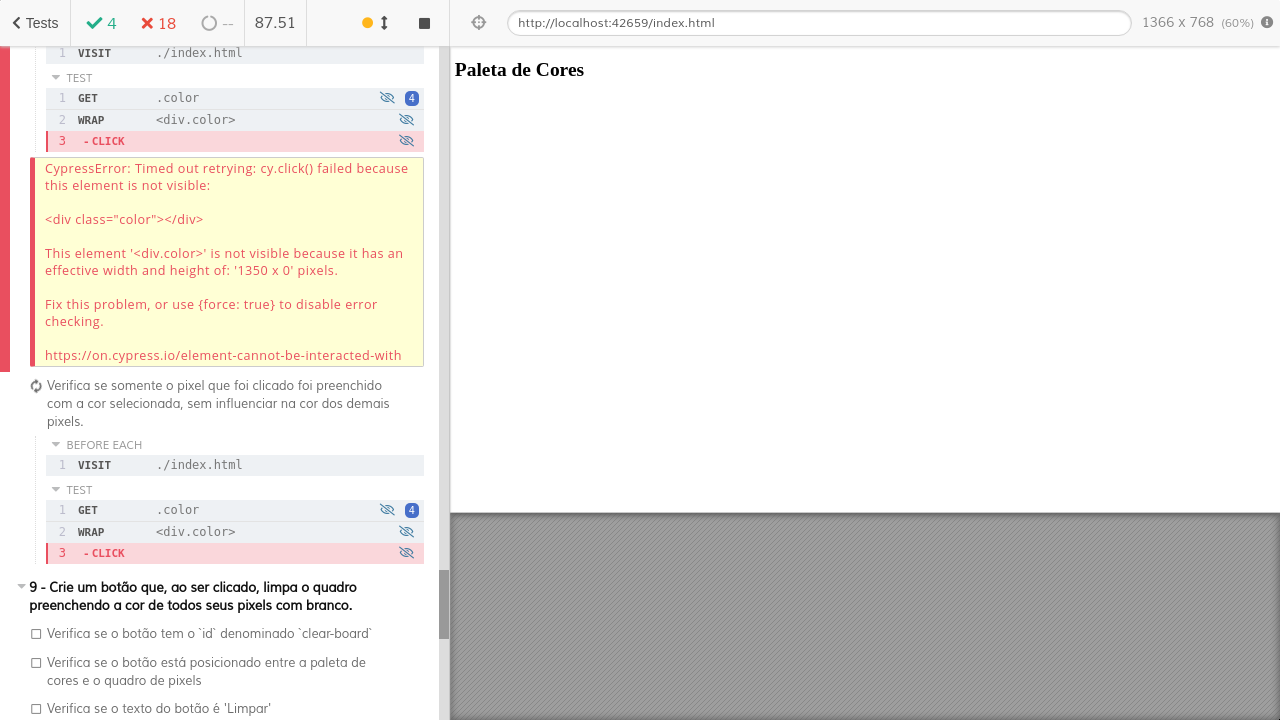 Tests 4 18 -- 87.51 http://localhost:42659/index.html 1366 x 768 (60%)
1 VISIT ./index.html
TEST
1 GET .color 4
2 WRAP <div.color>
3 - CLICK
CypressError: Timed out retrying: cy.click() failed because
this element is not visible:
<div class="color"></div>
This element '<div.color>' is not visible because it has an
effective width and height of: '1350 x 0' pixels.
Fix this problem, or use {force: true} to disable error
checking.
https://on.cypress.io/element-cannot-be-interacted-with
Verifica se somente o pixel que foi clicado foi preenchido
com a cor selecionada, sem influenciar na cor dos demais
pixels.
BEFORE EACH
1 VISIT ./index.html
TEST
1 GET .color 4
2 WRAP <div.color>
3 - CLICK
9 - Crie um botão que, ao ser clicado, limpa o quadro
preenchendo a cor de todos seus pixels com branco.
Verifica se o botão tem o `id` denominado `clear-board`
Verifica se o botão está posicionado entre a paleta de
cores e o quadro de pixels
Verifica se o texto do botão é 'Limpar'
Paleta de Cores